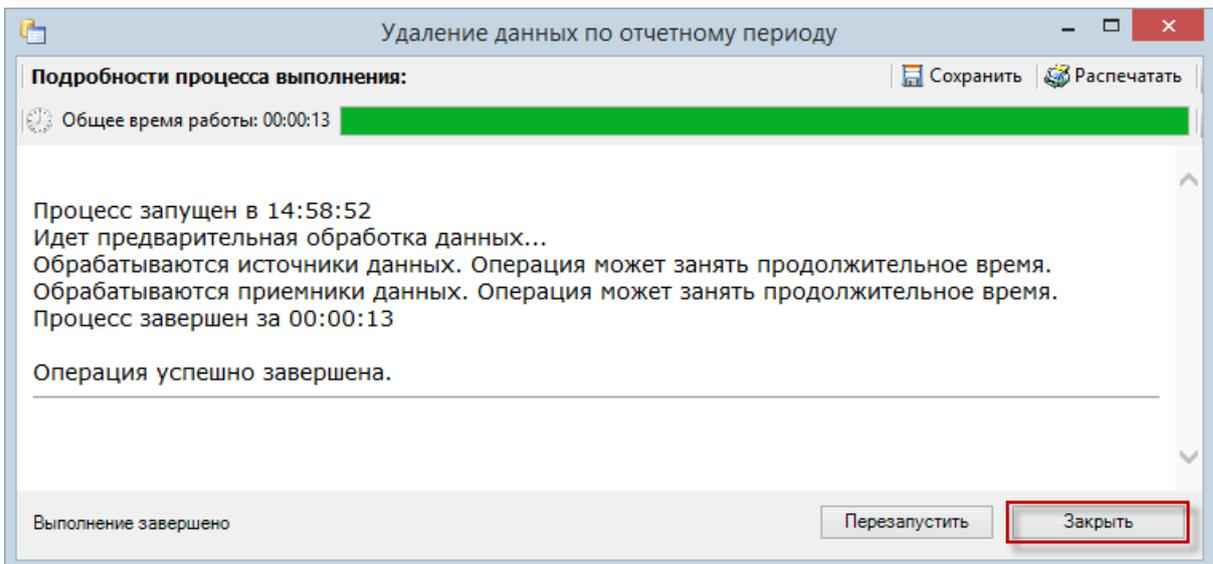 Удаление данных по отчетному периоду
Подробности процесса выполнения:
Сохранить
Распечатать
Общее время работы: 00:00:13
Процесс запущен в 14:58:52
Идет предварительная обработка данных...
Обрабатываются источники данных. Операция может занять продолжительное время.
Обрабатываются приемники данных. Операция может занять продолжительное время.
Процесс завершен за 00:00:13
Операция успешно завершена.
Выполнение завершено
Перезапустить
Закрыть